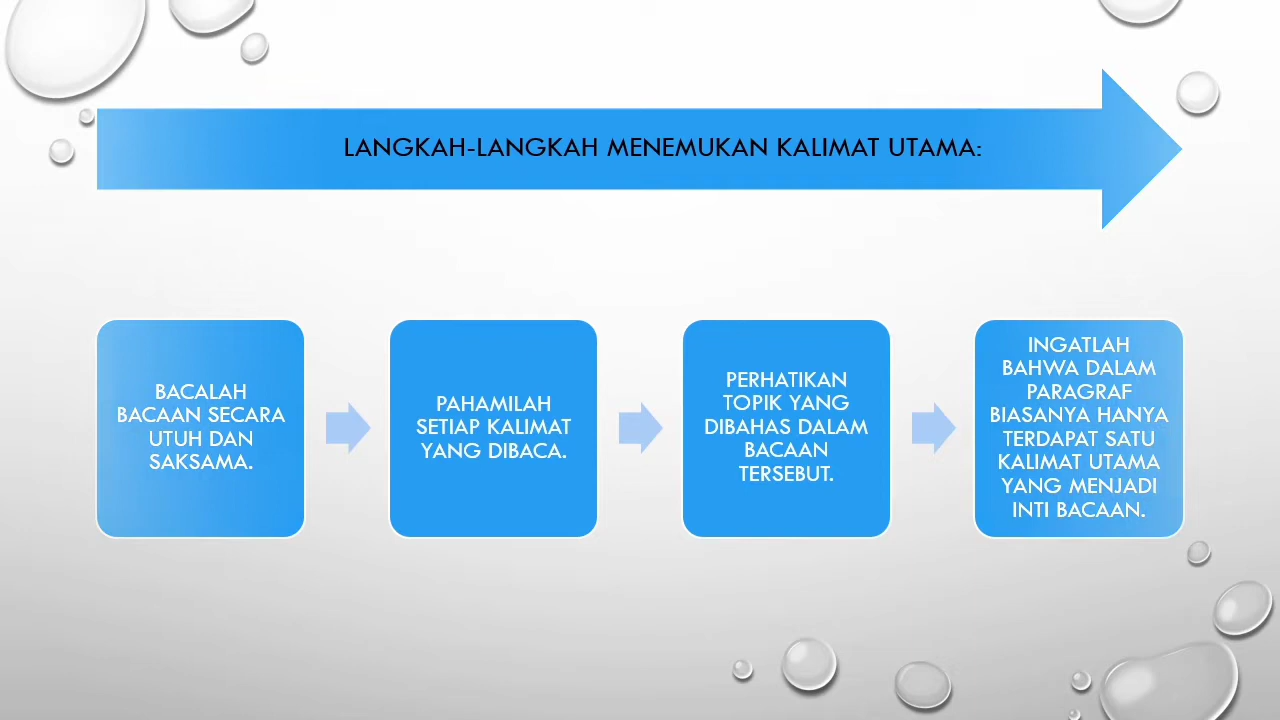 LANGKAH-LANGKAH MENEMUKAN KALIMAT UTAMA:
BACALAH
BACAAN SECARA
UTUH DAN
SAKSAMA.
PAHAMILAH
SETIAP KALIMAT
YANG DIBACA.
PERHATIKAN
TOPIK YANG
DIBAHAS DALAM
BACAAN
TERSEBUT.
INGATLAH
BAHWA DALAM
PARAGRAF
BIASANYA HANYA
TERDAPAT SATU
KALIMAT UTAMA
YANG MENJADI
INTI BACAAN.